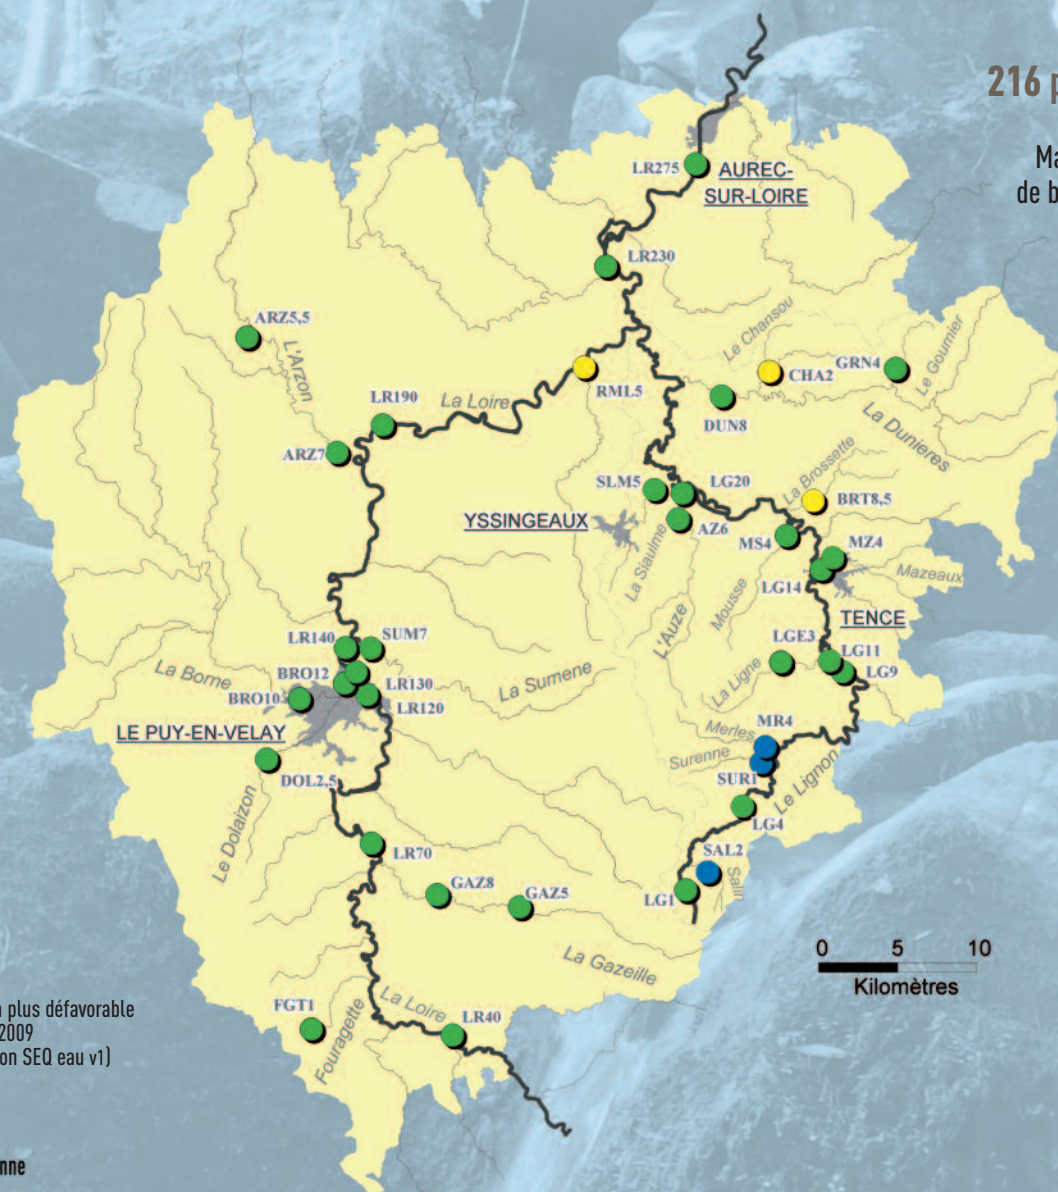 216 p
Ma
de b
LR275
AUREC-
SUR-LOIRE
LR230
ARZ5,5
L'Arzon
Le Chansou
GRN4
Le Gournier
CHA2
RML5
LR190
La Loire
DUN8
La Dunieres
ARZ7
La Brossette
SLM5
LG20
BRT8,5
YSSINGEAUX
AZ6
MS4
MZ4
La Siaulme
LG14
Mazeaux
Mousse
L'Auze
TENCE
LR140
SUM7
LGE3
LG11
LG9
La Borne
BRO12
LR130
La Sumene
La Ligne
BRO10
LR120
LE PUY-EN-VELAY
Merles
MR4
Surenne
SUR1
Le Lignon
DOL2,5
LG4
Le Dolaizon
LR70
SAL2
Salin
GAZ8
GAZ5
LG1
La Gazeille
0 5 10
Kilomètres
FGT1
Fouragette
La Loire
LR40
plus défavorable
2009
on SEQ eau v1)
nne